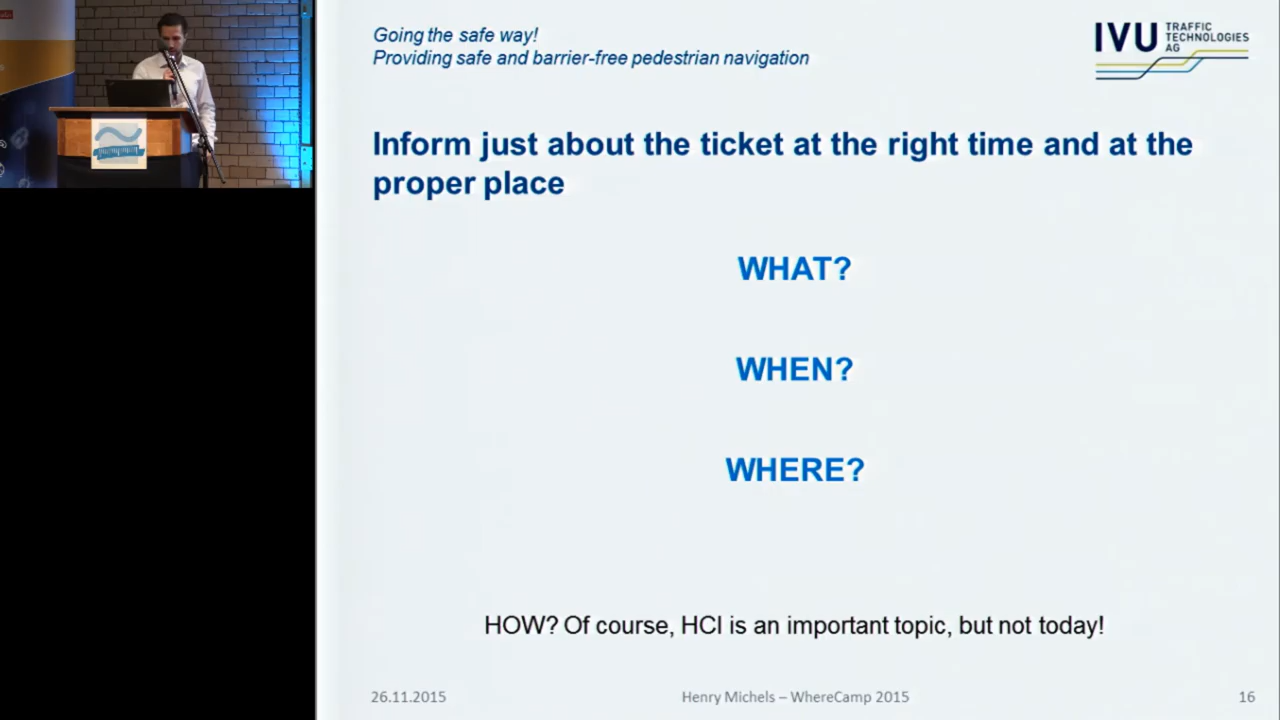 Going the safe way!
Providing safe and barrier-free pedestrian navigation
IVU TRAFFIC
TECHNOLOGIES
AG
Inform just about the ticket at the right time and at the
proper place
WHAT?
WHEN?
WHERE?
HOW? Of course, HCI is an important topic, but not today!
26.11.2015
Henry Michels – WhereCamp 2015
16